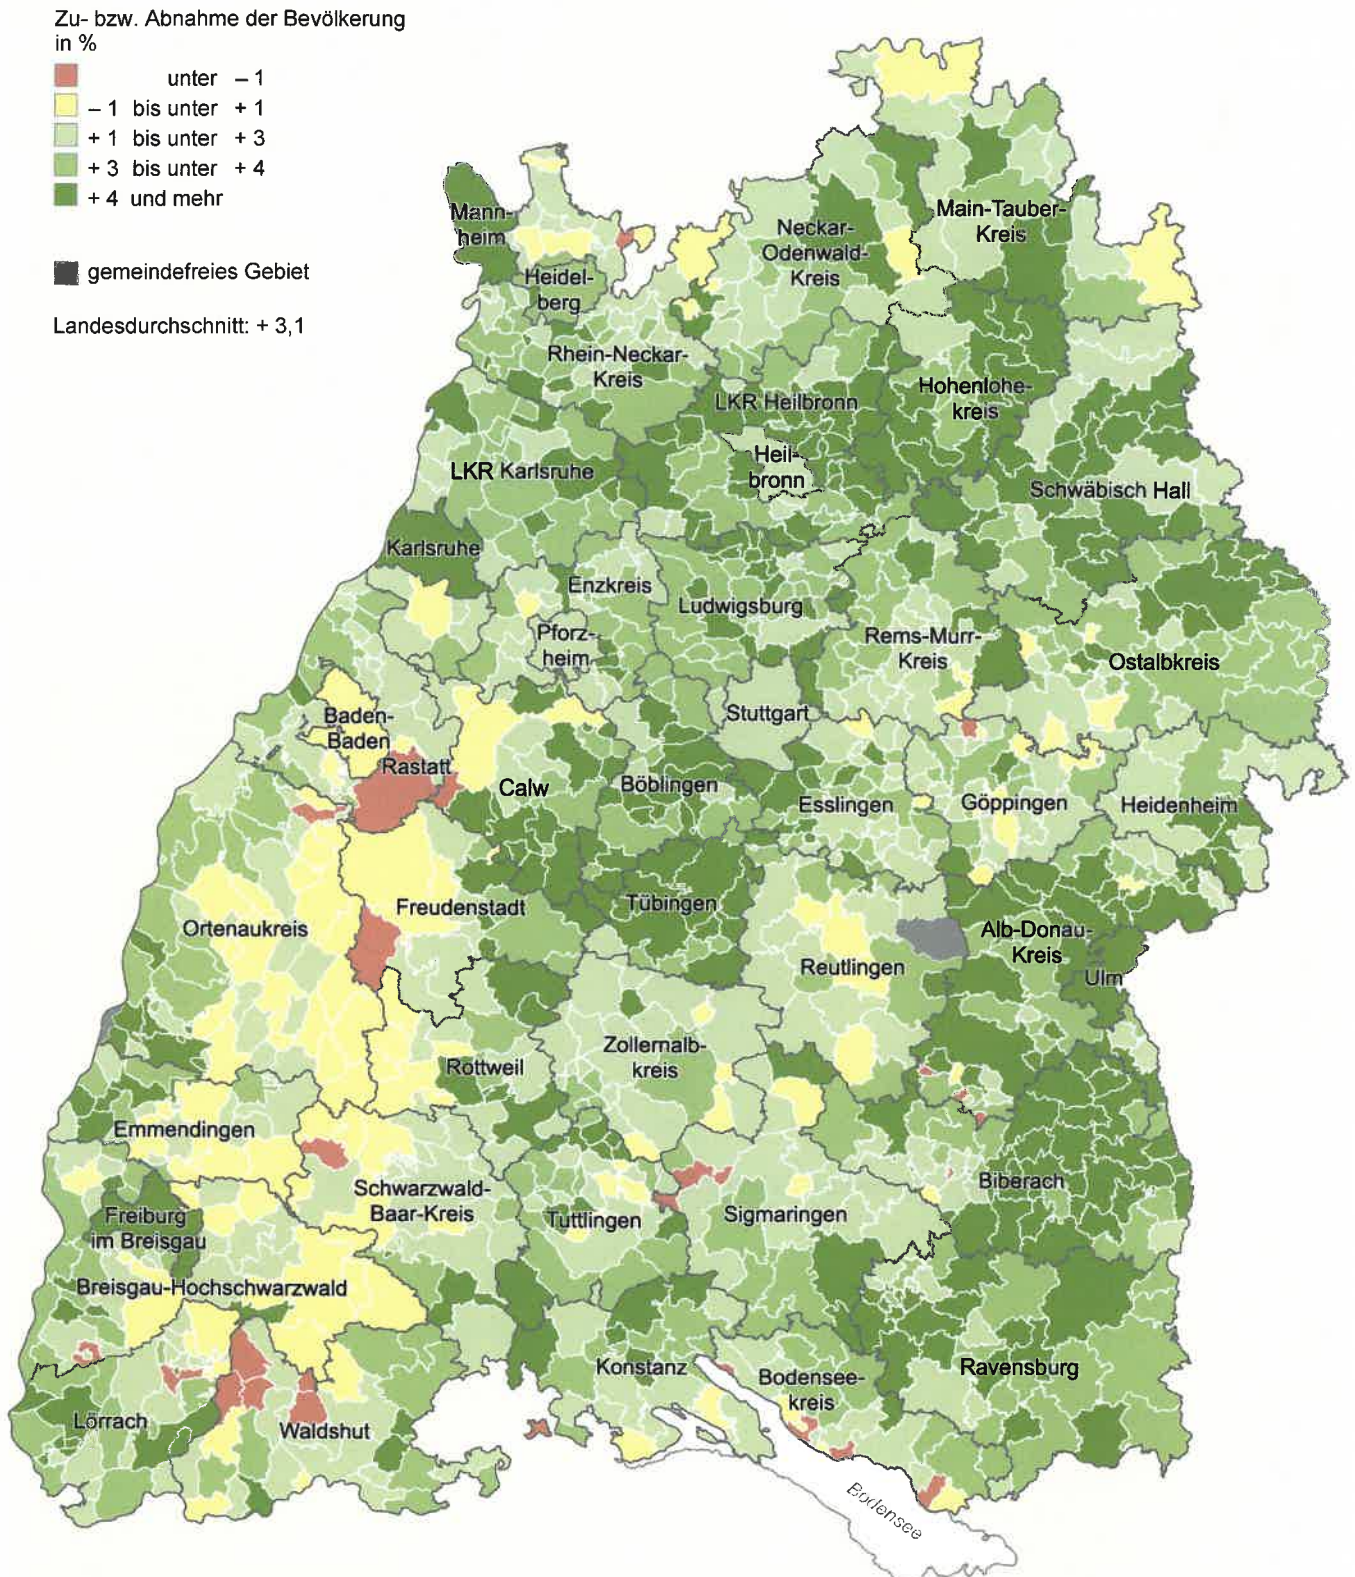 Zu- bzw. Abnahme der Bevölkerung
in %
unter – 1
– 1 bis unter + 1
+ 1 bis unter + 3
+ 3 bis unter + 4
+ 4 und mehr
gemeindefreies Gebiet
Landesdurchschnitt: + 3,1
Mann-
heim
Heidel-
berg
Neckar-
Odenwald-
Kreis
Main-Tauber-
Kreis
Rhein-Neckar-
Kreis
LKR Heilbronn
Hohenlohe-
kreis
LKR Karlsruhe
Heil-
bronn
Schwäbisch Hall
Karlsruhe
Enzkreis
Ludwigsburg
Pforz-
heim
Rems-Murr-
Kreis
Ostalbkreis
Baden-
Baden
Stuttgart
Rastatt
Calw
Böblingen
Esslingen
Göppingen
Heidenheim
Ortenaukreis
Freudenstadt
Tübingen
Reutlingen
Alb-Donau-
Kreis
Ulm
Rottweil
Zollernalb-
kreis
Emmendingen
Schwarzwald-
Baar-Kreis
Tuttlingen
Sigmaringen
Biberach
Freiburg
im Breisgau
Breisgau-Hochschwarzwald
Lörrach
Waldshut
Konstanz
Bodensee-
kreis
Ravensburg
Bodensee